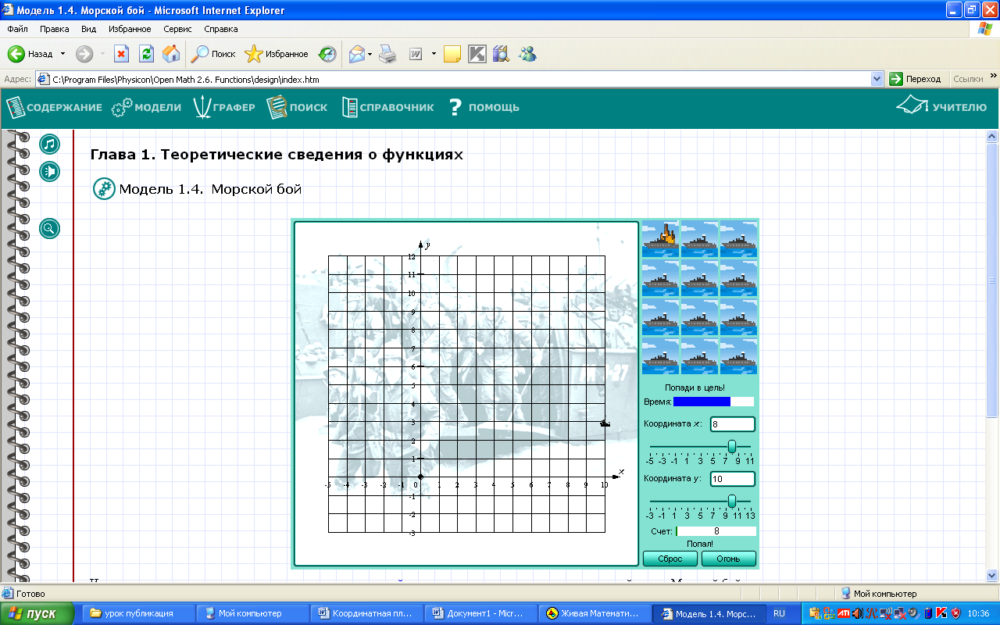 Модель 1.4. Морской бой - Microsoft Internet Explorer
Файл Правка Вид Избранное Сервис Справка
Назад Поиск Избранное
Адрес: C:\Program Files\Physicon\Open Math 2.6. Functions\design\index.htm Переход Ссылки »
СОДЕРЖАНИЕ МОДЕЛИ ГРАФЕР ПОИСК СПРАВОЧНИК ? ПОМОЩЬ УЧИТЕЛЮ
Глава 1. Теоретические сведения о функциях
Модель 1.4. Морской бой
y
12
11
10
9
8
7
6
5
4
3
2
1
x
-5 -4 -3 -2 -1 0 1 2 3 4 5 6 7 8 9 10
-1
-2
-3
Попади в цель!
Время:
Координата x: 8
-5 -3 -1 1 3 5 7 9 11
Координата y: 10
-3 -1 1 3 5 7 9 11 13
Счет: 8
Попал!
Сброс Огонь
Готово Мой компьютер
пуск урок публикация Мой компьютер Координатная пл... Документ1 - Micr... Живая Математи... Модель 1.4. Морс... RU 10:36